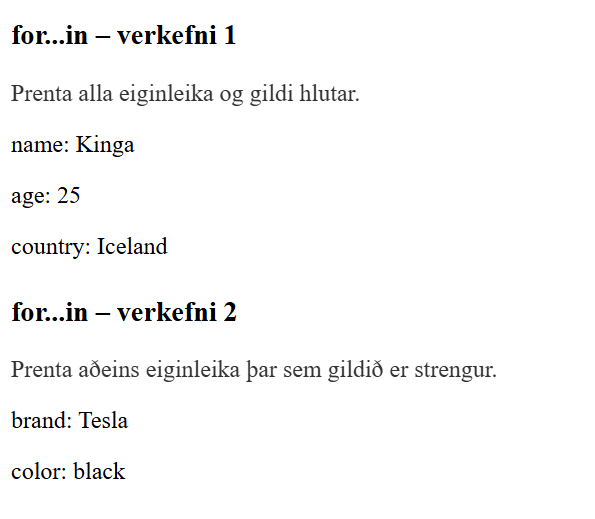 for...in – verkefni 1
Prenta alla eiginleika og gildi hlutar.
name: Kinga
age: 25
country: Iceland
for...in – verkefni 2
Prenta aðeins eiginleika þar sem gildið er strengur.
brand: Tesla
color: black